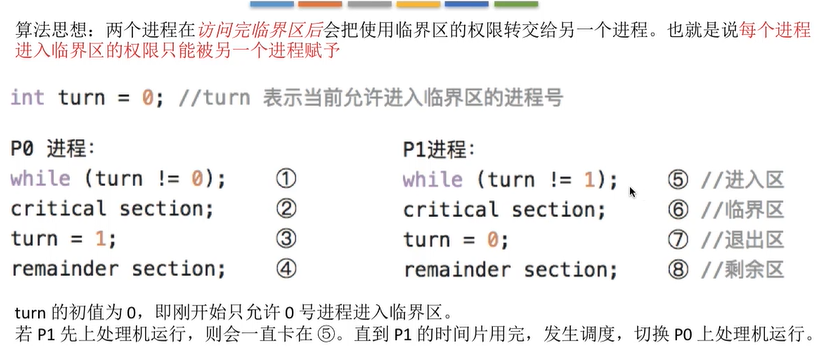 算法思想：两个进程在访问完临界区后会把使用临界区的权限转交给另一个进程。也就是说每个进程
进入临界区的权限只能被另一个进程赋予
int turn = 0; //turn 表示当前允许进入临界区的进程号
P0 进程：
while (turn != 0); ①
critical section; ②
turn = 1; ③
remainder section; ④
P1进程：
while (turn != 1); ⑤ //进入区
critical section; ⑥ //临界区
turn = 0; ⑦ //退出区
remainder section; ⑧ //剩余区
turn 的初值为 0，即刚开始只允许 0 号进程进入临界区。
若 P1 先上处理机运行，则会一直卡在 ⑤。直到 P1 的时间片用完，发生调度，切换 P0 上处理机运行。